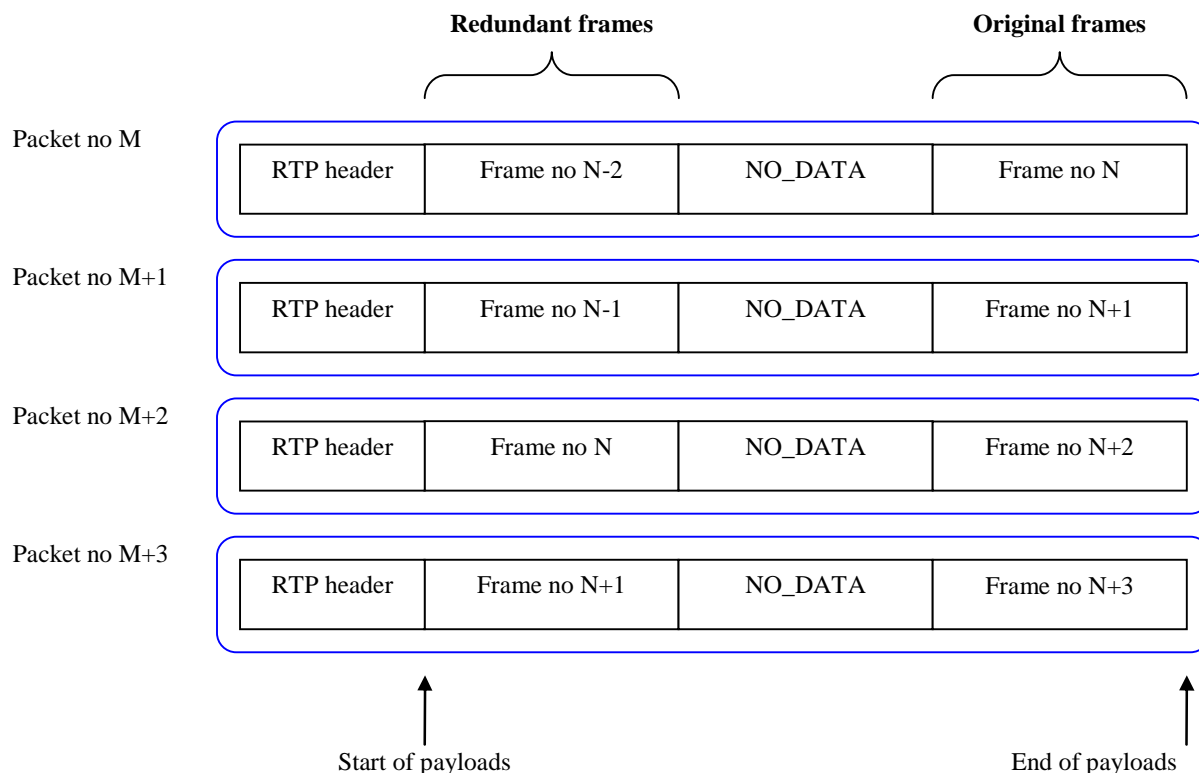 Redundant frames Original frames
Packet no M
RTP header Frame no N-2 NO_DATA Frame no N
Packet no M+1
RTP header Frame no N-1 NO_DATA Frame no N+1
Packet no M+2
RTP header Frame no N NO_DATA Frame no N+2
Packet no M+3
RTP header Frame no N+1 NO_DATA Frame no N+3
Start of payloads End of payloads